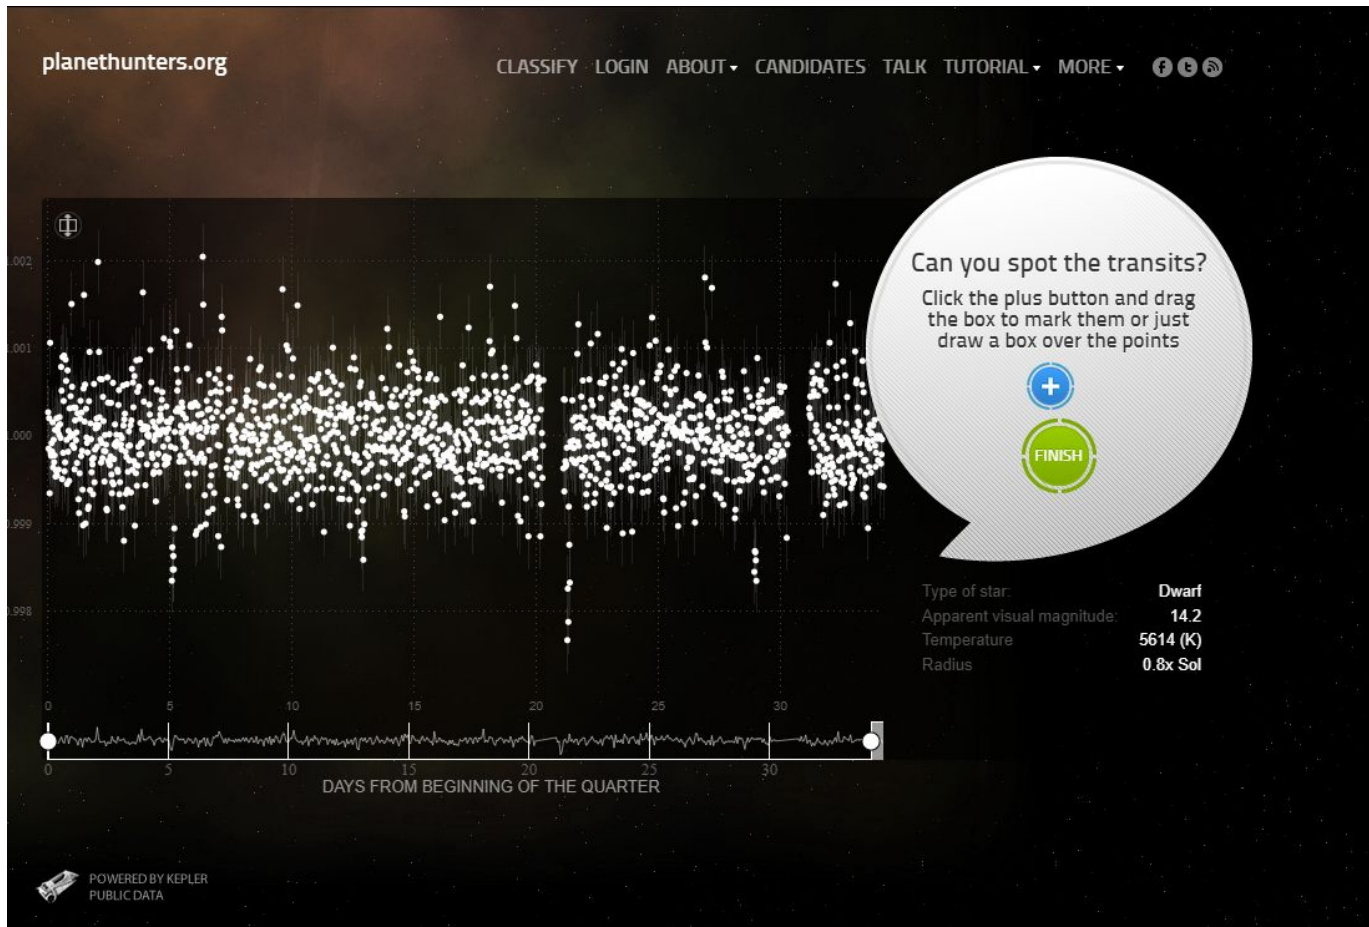 planethunters.org
CLASSIFY LOGIN ABOUT CANDIDATES TALK TUTORIAL MORE
1.002
1.001
1.000
0.999
0.998
0 5 10 15 20 25 30
0 5 10 15 20 25 30
DAYS FROM BEGINNING OF THE QUARTER
Can you spot the transits?
Click the plus button and drag
the box to mark them or just
draw a box over the points
+
FINISH
Type of star: Dwarf
Apparent visual magnitude: 14.2
Temperature 5614 (K)
Radius 0.8x Sol
POWERED BY KEPLER
PUBLIC DATA